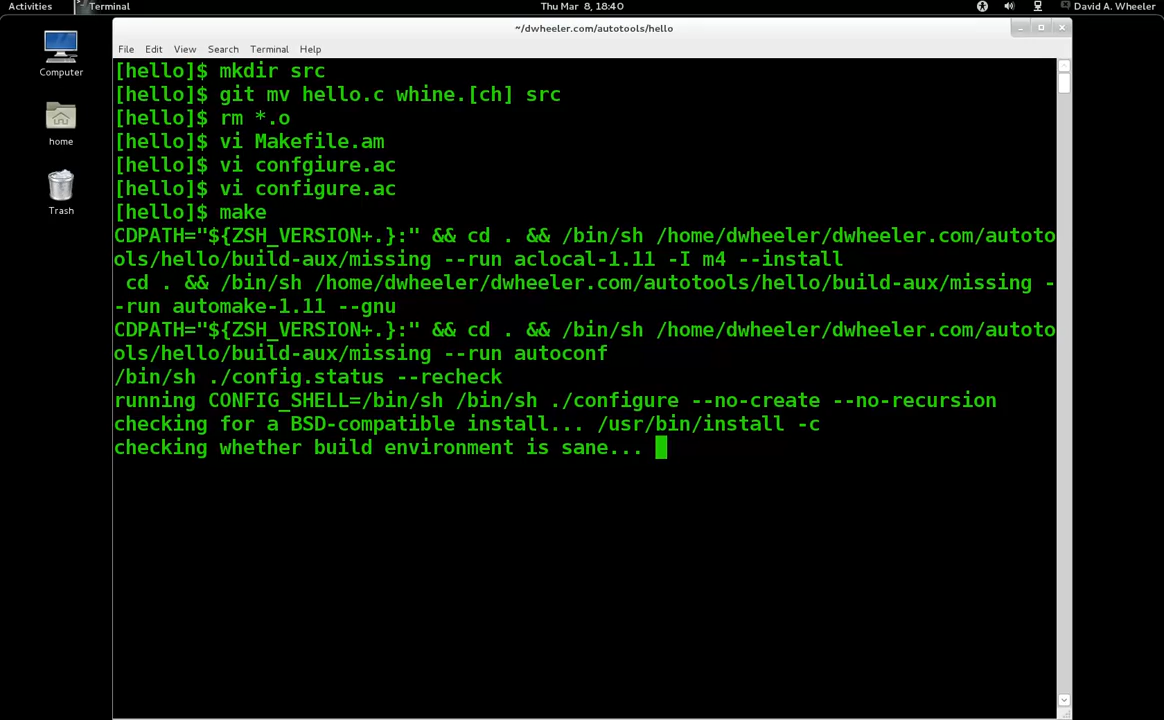 Activities Terminal Thu Mar 8, 18:40 David A. Wheeler
~/dwheeler.com/autotools/hello
File Edit View Search Terminal Help
Computer
home
Trash
[hello]$ mkdir src
[hello]$ git mv hello.c whine.[ch] src
[hello]$ rm *.o
[hello]$ vi Makefile.am
[hello]$ vi confgiure.ac
[hello]$ vi configure.ac
[hello]$ make
CDPATH="${ZSH_VERSION+.}:" && cd . && /bin/sh /home/dwheeler/dwheeler.com/autoto
ols/hello/build-aux/missing --run aclocal-1.11 -I m4 --install
 cd . && /bin/sh /home/dwheeler/dwheeler.com/autotools/hello/build-aux/missing -
-run automake-1.11 --gnu
CDPATH="${ZSH_VERSION+.}:" && cd . && /bin/sh /home/dwheeler/dwheeler.com/autoto
ols/hello/build-aux/missing --run autoconf
/bin/sh ./config.status --recheck
running CONFIG_SHELL=/bin/sh /bin/sh ./configure --no-create --no-recursion
checking for a BSD-compatible install... /usr/bin/install -c
checking whether build environment is sane...